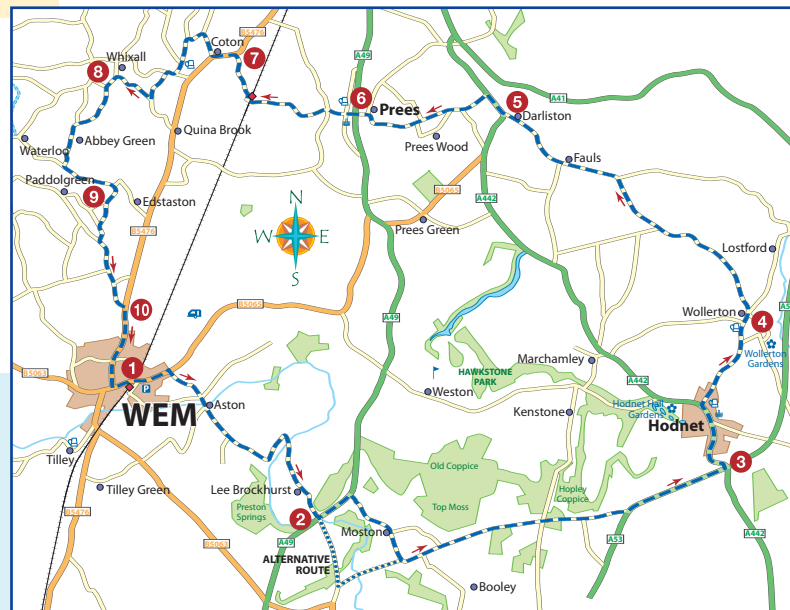 Coton
B5476
7
A49
Whixall
8
6
Prees
A41
5
Darliston
Quina Brook
Abbey Green
Waterloo
Prees Wood
Fauls
Paddolgreen
9
Edstaston
N
W E
S
B5065
A442
Prees Green
B5476
Lostford
10
B5065
A49
Wollerton
4
A5
Wollerton
Gardens
1
P
B5063
WEM
Marchamley
HAWKSTONE
PARK
A442
Weston
Aston
Kenstone
Hodnet Hall
Gardens
Hodnet
Tilley
Old Coppice
3
Tilley Green
Lee Brockhurst
Preston
Springs
Hopley
Coppice
Top Moss
2
B5476
Moston
A49
B5063
A53
A442
ALTERNATIVE
ROUTE
Booley